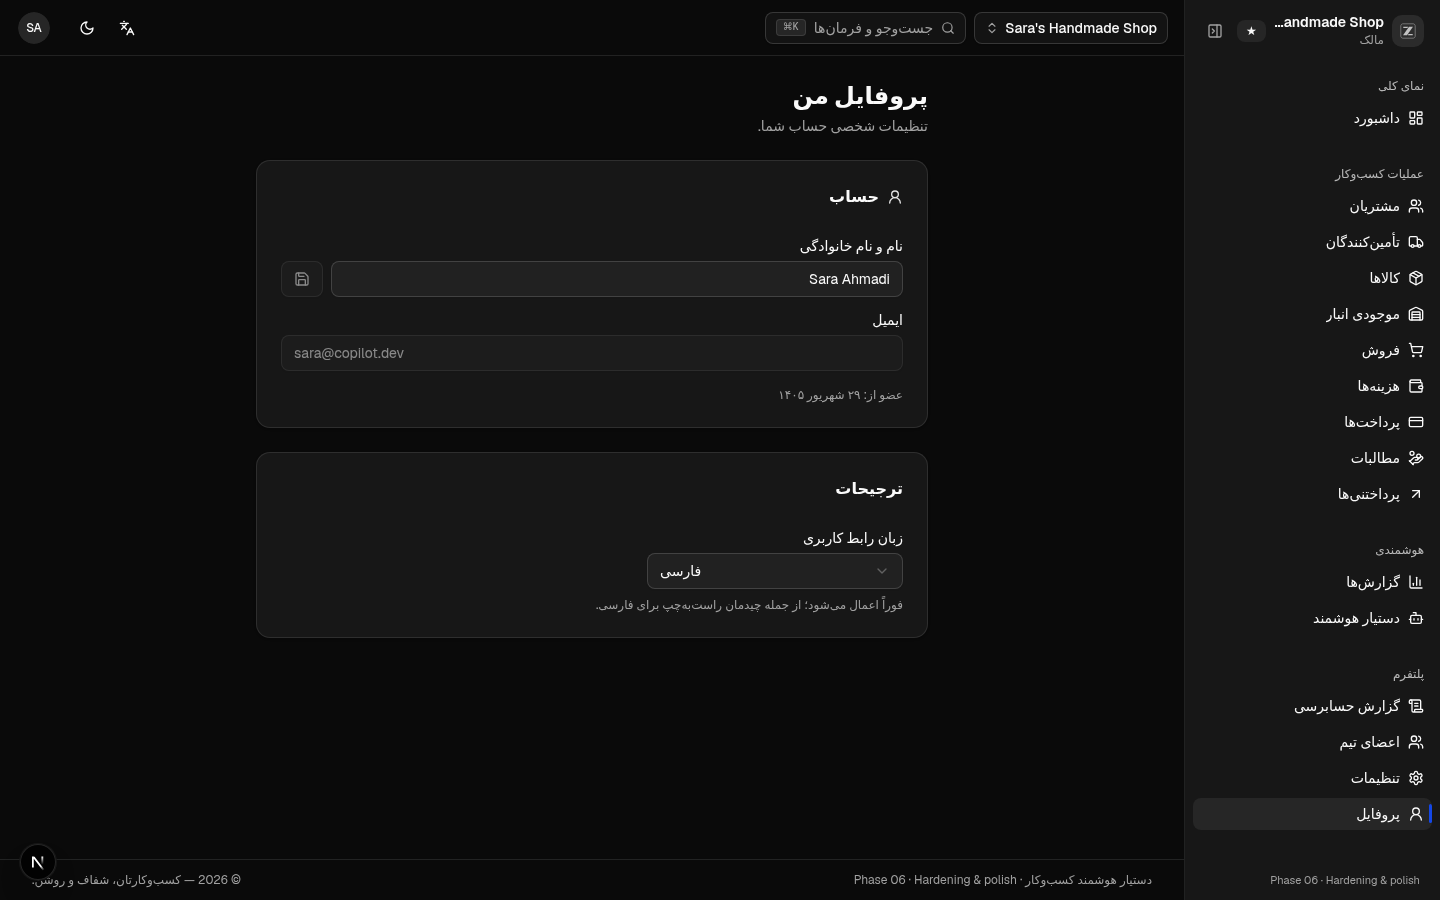 ...andmade Shop
مالک
★
نمای کلی
داشبورد
عملیات کسب‌وکار
مشتریان
تأمین‌کنندگان
کالاها
موجودی انبار
فروش
هزینه‌ها
پرداخت‌ها
مطالبات
پرداختنی‌ها
هوشمندی
گزارش‌ها
دستیار هوشمند
پلتفرم
گزارش حسابرسی
اعضای تیم
تنظیمات
پروفایل
Phase 06 · Hardening & polish
Sara's Handmade Shop
جست‌وجو و فرمان‌ها ⌘K
SA
پروفایل من
تنظیمات شخصی حساب شما.
حساب
نام و نام خانوادگی
Sara Ahmadi
ایمیل
sara@copilot.dev
عضو از: ۲۹ شهریور ۱۴۰۵
ترجیحات
زبان رابط کاربری
فارسی
فوراً اعمال می‌شود؛ از جمله چیدمان راست‌به‌چپ برای فارسی.
دستیار هوشمند کسب‌وکار · Phase 06 · Hardening & polish
© 2026 — کسب‌وکارتان، شفاف و روشن.
N